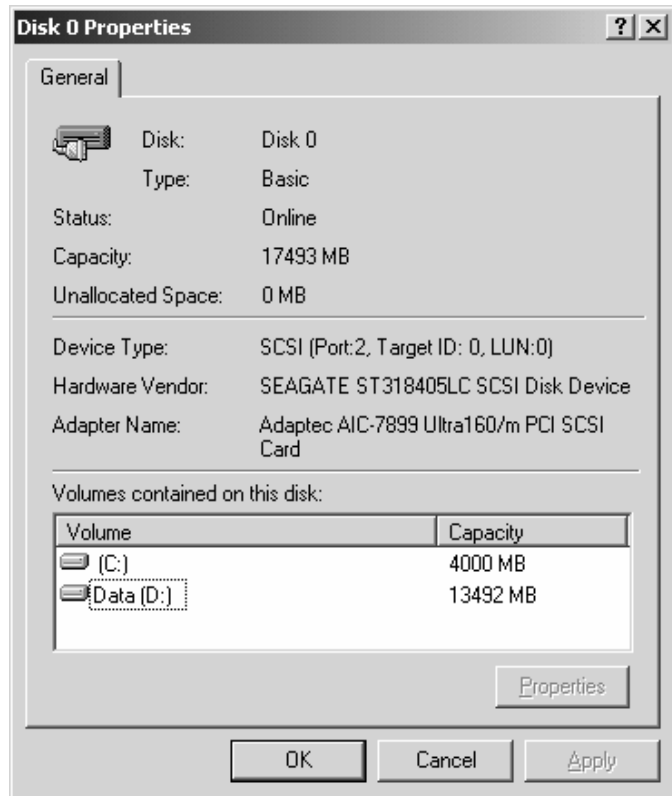 Disk 0 Properties ? X
General
Disk: Disk 0
Type: Basic
Status: Online
Capacity: 17493 MB
Unallocated Space: 0 MB
Device Type: SCSI (Port:2, Target ID: 0, LUN:0)
Hardware Vendor: SEAGATE ST318405LC SCSI Disk Device
Adapter Name: Adaptec AIC-7899 Ultra160/m PCI SCSI
Card
Volumes contained on this disk:
Volume Capacity
(C:) 4000 MB
Data (D:) 13492 MB
Properties
OK Cancel Apply